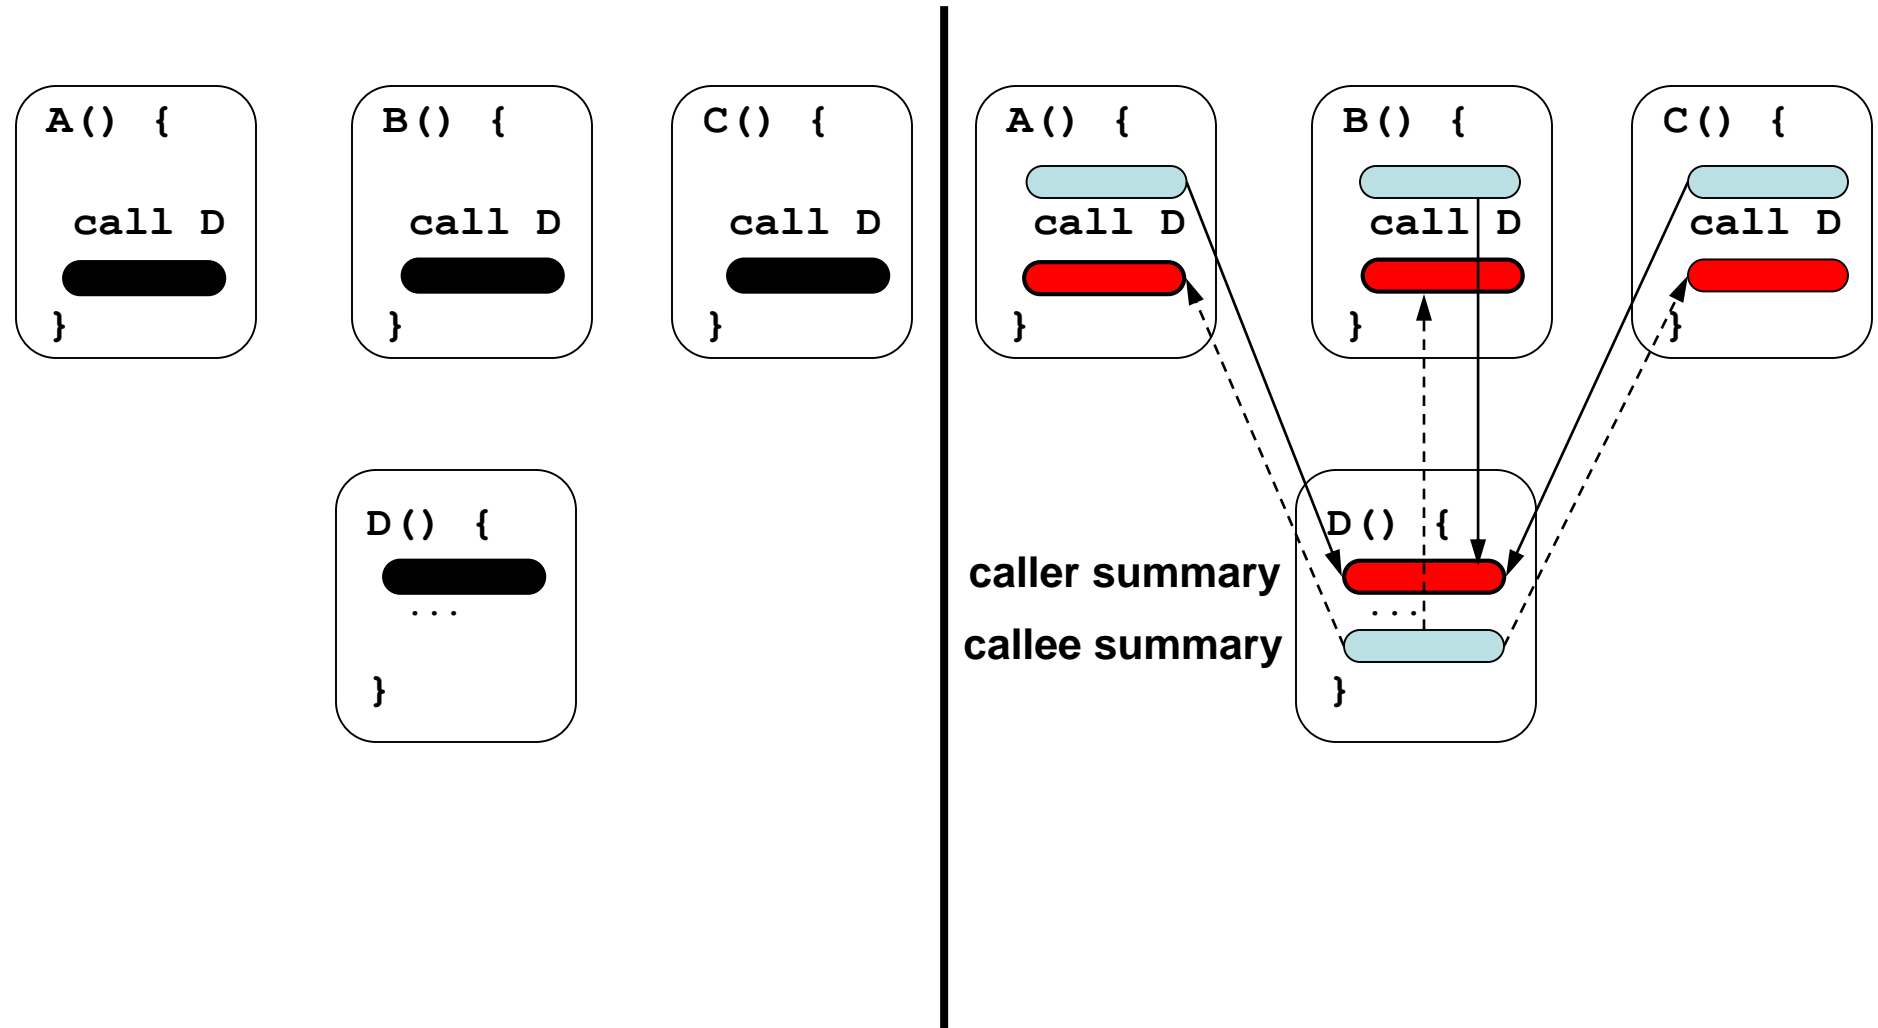 A() {
call D
}
B() {
call D
}
C() {
call D
}
D() {
...
}
A() {
call D
}
B() {
call D
}
C() {
call D
}
D() {
caller summary
...
callee summary
}